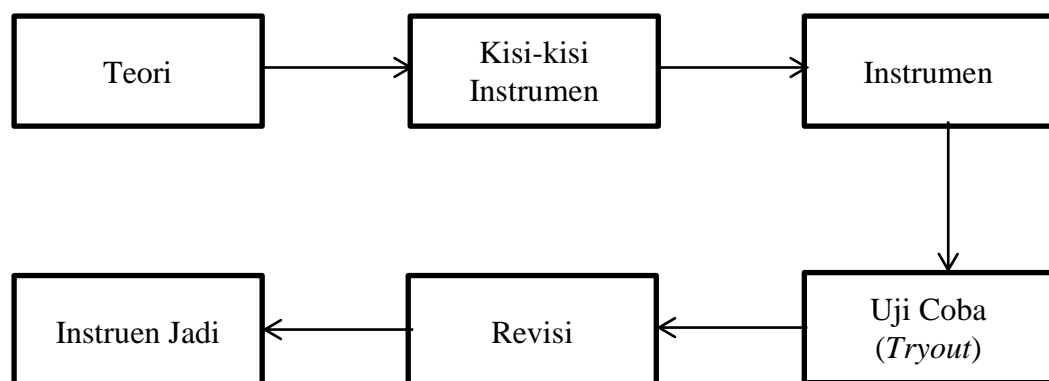 Teori
Kisi-kisi
Instrumen
Instrumen
Uji Coba
(Tryout)
Revisi
Instruen Jadi